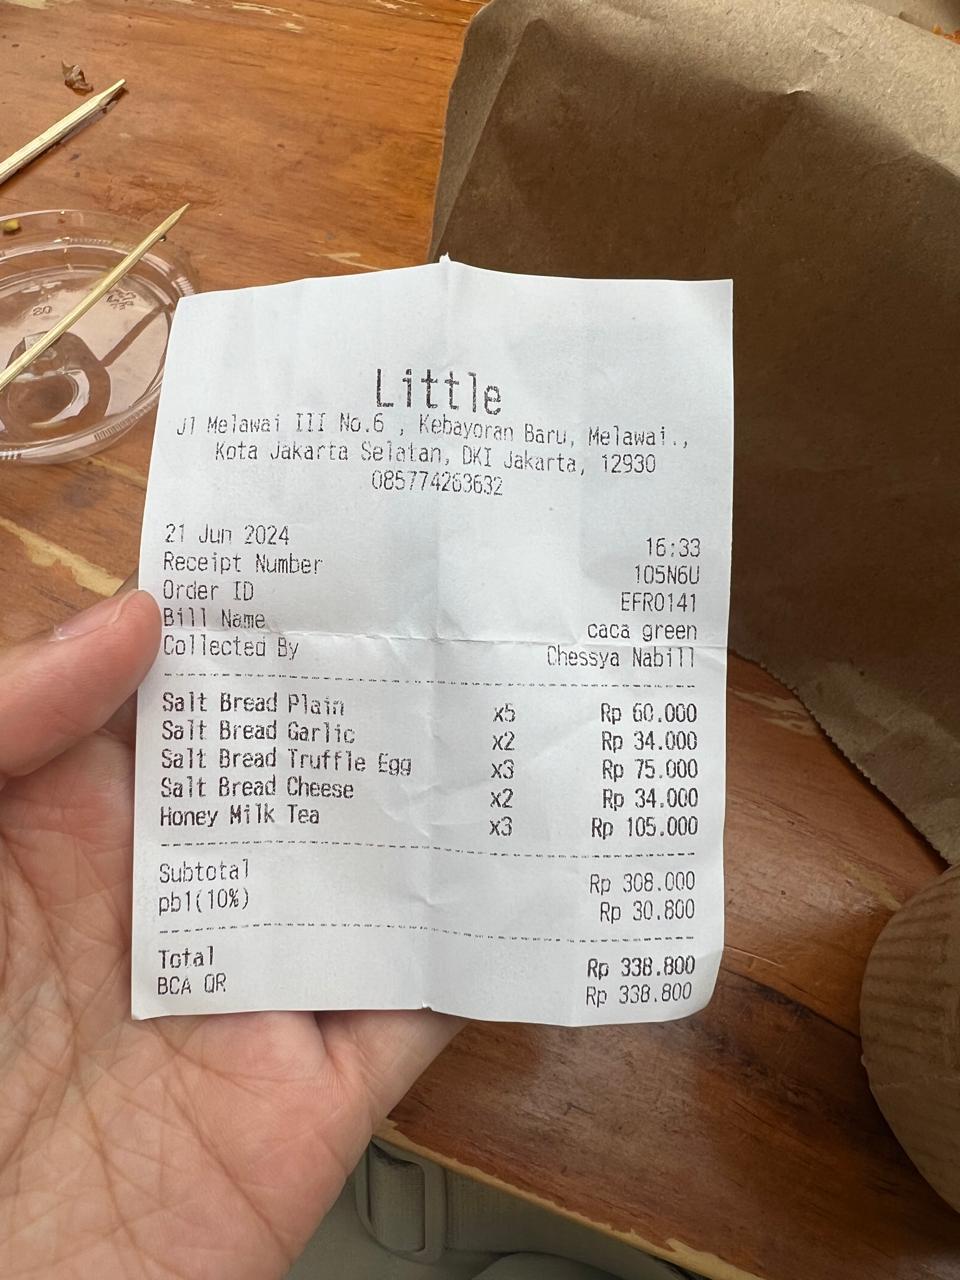 Little
Jl Melawai III No.6 , Kebayoran Baru, Melawai.,
Kota Jakarta Selatan, DKI Jakarta, 12930
085774263632
21 Jun 2024 16:33
Receipt Number 105N6U
Order ID EFR0141
Bill Name caca green
Collected By Chessya Nabill
Salt Bread Plain x5 Rp 60.000
Salt Bread Garlic x2 Rp 34.000
Salt Bread Truffle Egg x3 Rp 75.000
Salt Bread Cheese x2 Rp 34.000
Honey Milk Tea x3 Rp 105.000
Subtotal Rp 308.000
pb1(10%) Rp 30.800
Total Rp 338.800
BCA QR Rp 338.800